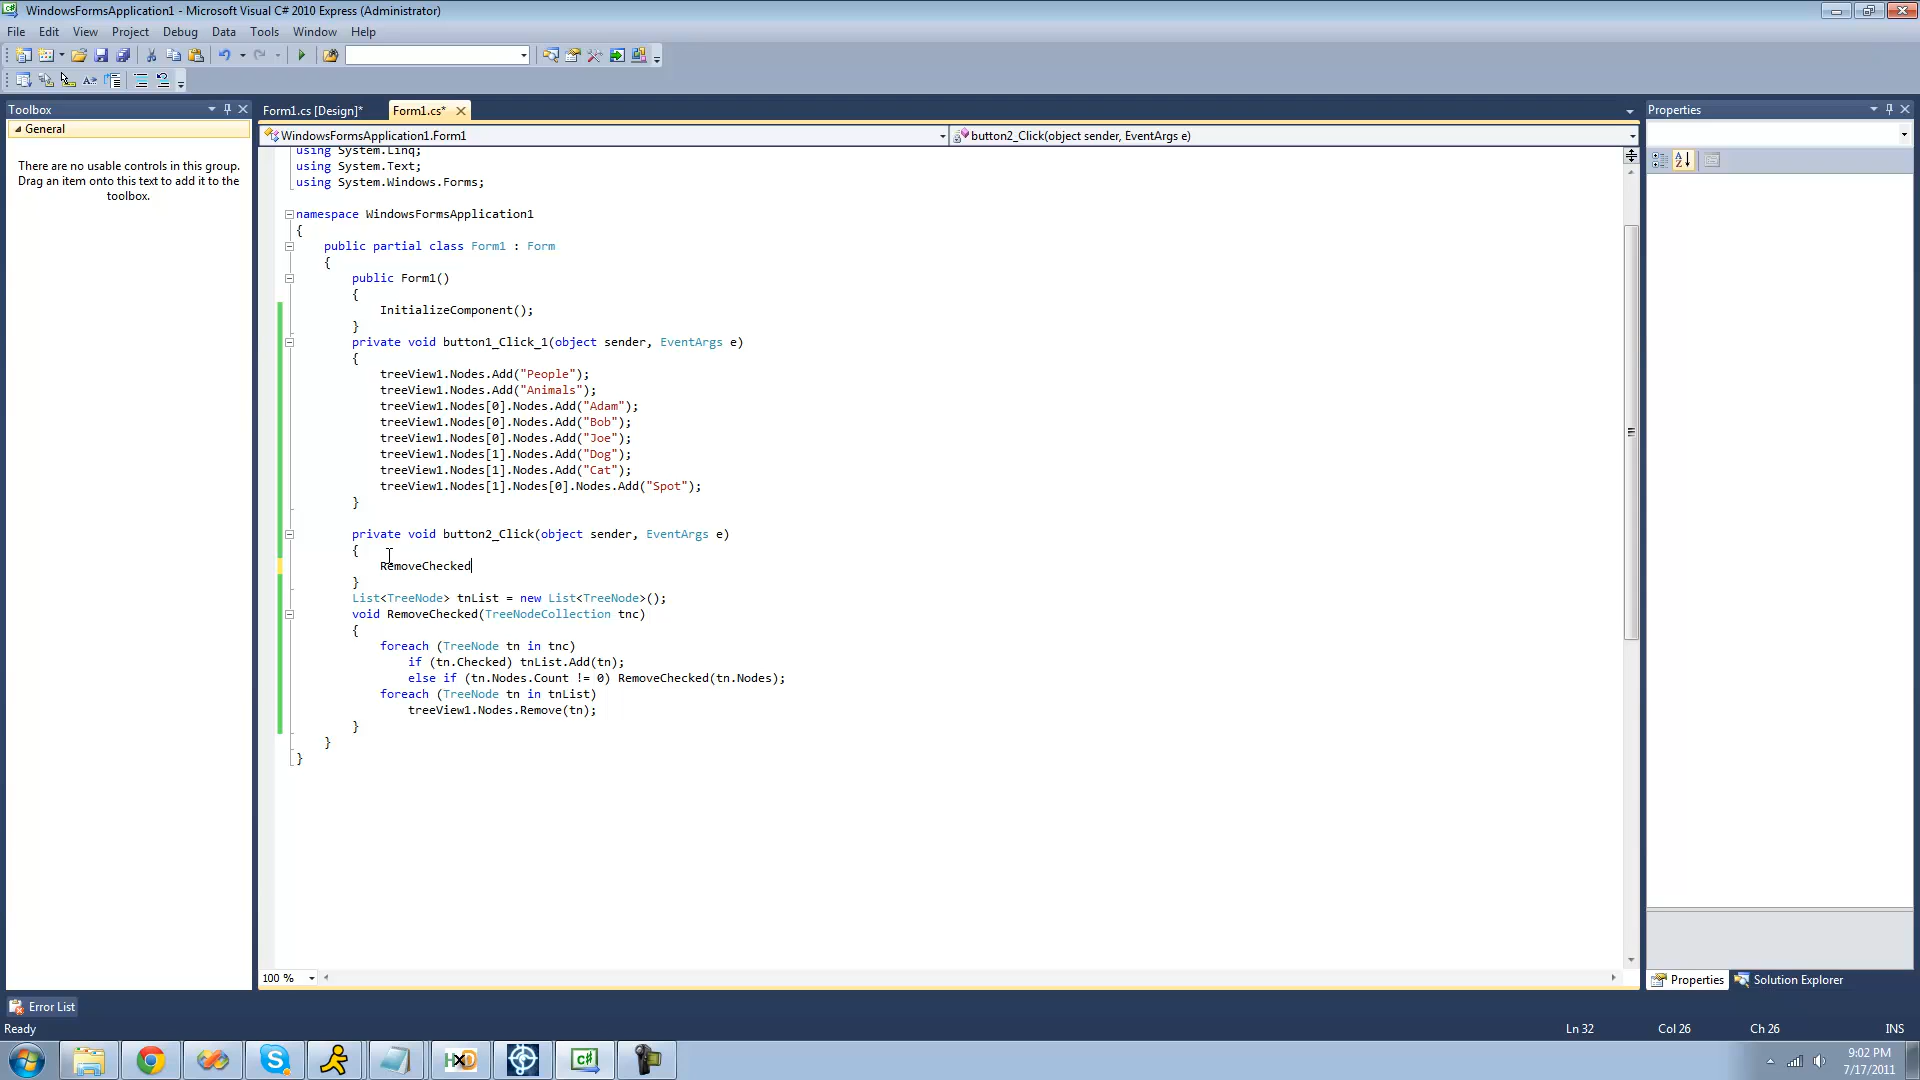 WindowsFormsApplication1 - Microsoft Visual C# 2010 Express (Administrator)
File Edit View Project Debug Data Tools Window Help
Toolbox
General
There are no usable controls in this group. Drag an item onto this text to add it to the toolbox.
Form1.cs [Design]* Form1.cs*
WindowsFormsApplication1.Form1 button2_Click(object sender, EventArgs e)
using System.Linq;
using System.Text;
using System.Windows.Forms;
namespace WindowsFormsApplication1
{
public partial class Form1 : Form
{
public Form1()
{
InitializeComponent();
}
private void button1_Click_1(object sender, EventArgs e)
{
treeView1.Nodes.Add("People");
treeView1.Nodes.Add("Animals");
treeView1.Nodes[0].Nodes.Add("Adam");
treeView1.Nodes[0].Nodes.Add("Bob");
treeView1.Nodes[0].Nodes.Add("Joe");
treeView1.Nodes[1].Nodes.Add("Dog");
treeView1.Nodes[1].Nodes.Add("Cat");
treeView1.Nodes[1].Nodes[0].Nodes.Add("Spot");
}
private void button2_Click(object sender, EventArgs e)
{
RemoveChecked
}
List<TreeNode> tnList = new List<TreeNode>();
void RemoveChecked(TreeNodeCollection tnc)
{
foreach (TreeNode tn in tnc)
if (tn.Checked) tnList.Add(tn);
else if (tn.Nodes.Count != 0) RemoveChecked(tn.Nodes);
foreach (TreeNode tn in tnList)
treeView1.Nodes.Remove(tn);
}
}
}
100 %
Properties
Properties Solution Explorer
Error List
Ready Ln 32 Col 26 Ch 26 INS
9:02 PM
7/17/2011